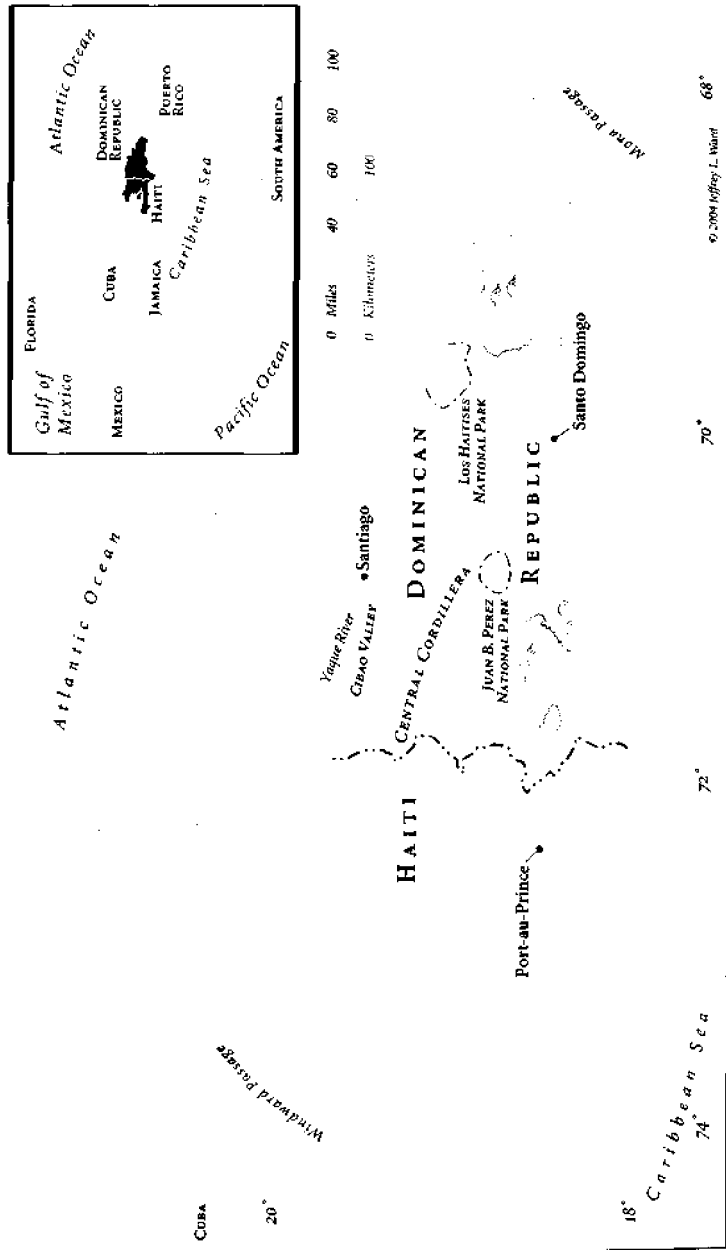 Gulf of
Mexico
FLORIDA
Atlantic Ocean
MEXICO
CUBA
DOMINICAN
REPUBLIC
JAMAICA
HAITI
PUERTO
RICO
Caribbean Sea
Pacific Ocean
SOUTH AMERICA
Atlantic Ocean
CUBA
20°
Windward Passage
0 Miles 40 60 80 100
0 Kilometers 100
Yaque River
CIBAO VALLEY
Santiago
HAITI
CENTRAL CORDILLERA
DOMINICAN
REPUBLIC
LOS HAITISES
NATIONAL PARK
JUAN B. PEREZ
NATIONAL PARK
Port-au-Prince
Santo Domingo
Mona Passage
18°
Caribbean Sea
74°
72°
70°
68°
© 2004 Jeffrey L. Ward